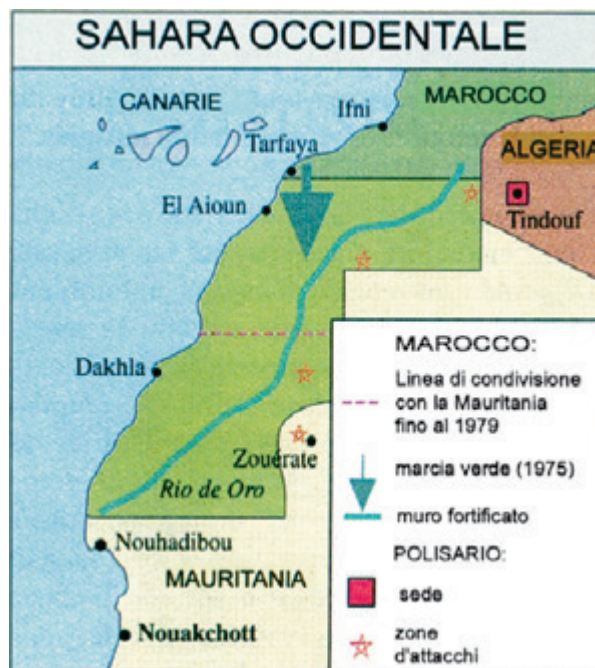 SAHARA OCCIDENTALE
CANARIE
Ifni
MAROCCO
Tarfaya
ALGERIA
El Aioun
Tindouf
Dakhla
Zouérate
Rio de Oro
Nouhadibou
MAURITANIA
Nouakchott
MAROCCO:
Linea di condivisione
con la Mauritania
fino al 1979
marcia verde (1975)
muro fortificato
POLISARIO:
sede
zone
d'attacchi